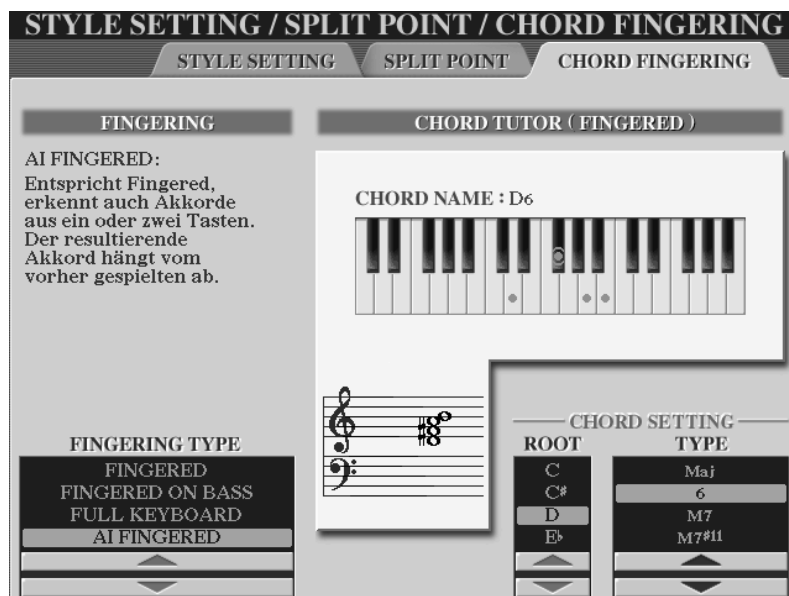 STYLE SETTING / SPLIT POINT / CHORD FINGERING
STYLE SETTING
SPLIT POINT
CHORD FINGERING
FINGERING
CHORD TUTOR ( FINGERED )
AI FINGERED:
Entspricht Fingered,
erkennt auch Akkorde
aus ein oder zwei Tasten.
Der resultierende
Akkord hängt vom
vorher gespielten ab.
CHORD NAME : D6
FINGERING TYPE
FINGERED
FINGERED ON BASS
FULL KEYBOARD
AI FINGERED
CHORD SETTING
ROOT
C
C#
D
E♭
TYPE
Maj
6
M7
M7#11